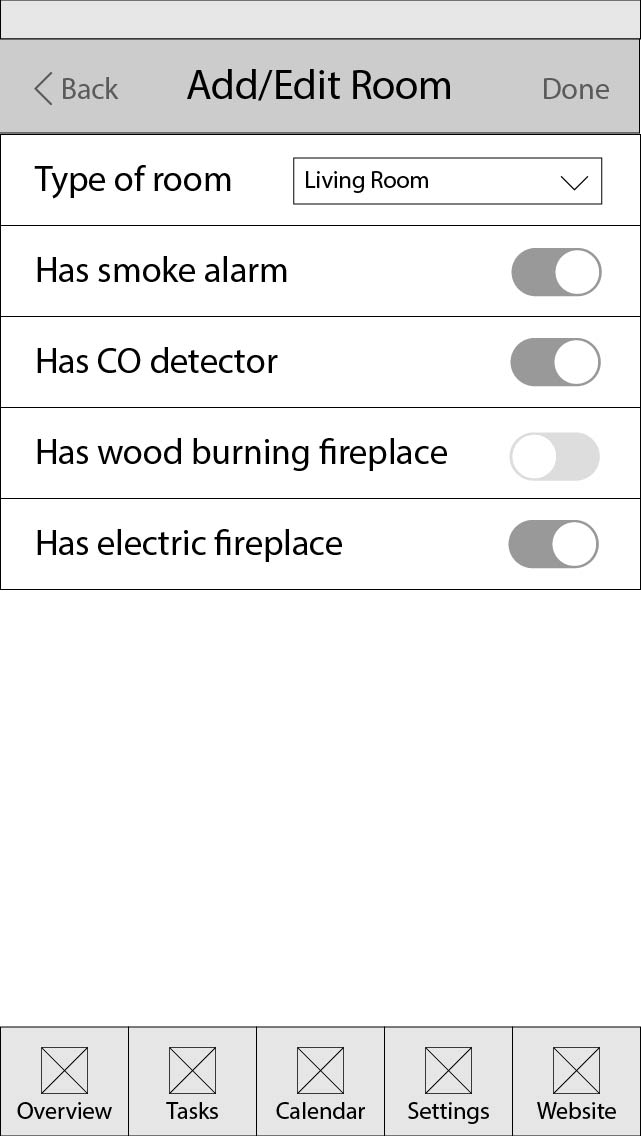 Back Add/Edit Room Done
Type of room Living Room
Has smoke alarm
Has CO detector
Has wood burning fireplace
Has electric fireplace
Overview Tasks Calendar Settings Website